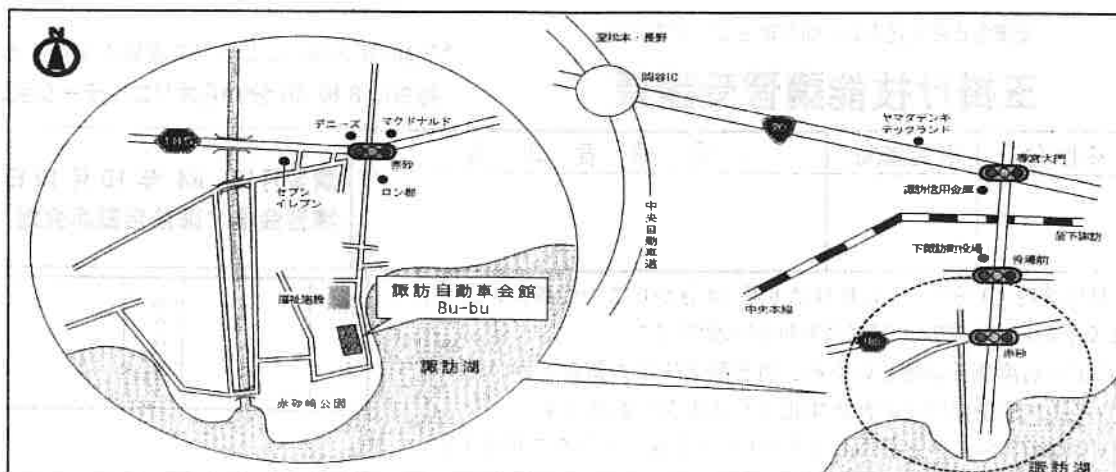 N
デニーズ
マクドナルド
赤砂
セブン
イレブン
ロン都
福祉施設
諏訪自動車会館
Bu-bu
諏訪湖
赤砂崎公園
至松本・長野
岡谷IC
ヤマダデンキ
テックランド
春宮大門
諏訪信用金庫
中央自動車道
至下諏訪
下諏訪町役場
役場前
中央本線
赤砂
諏訪湖